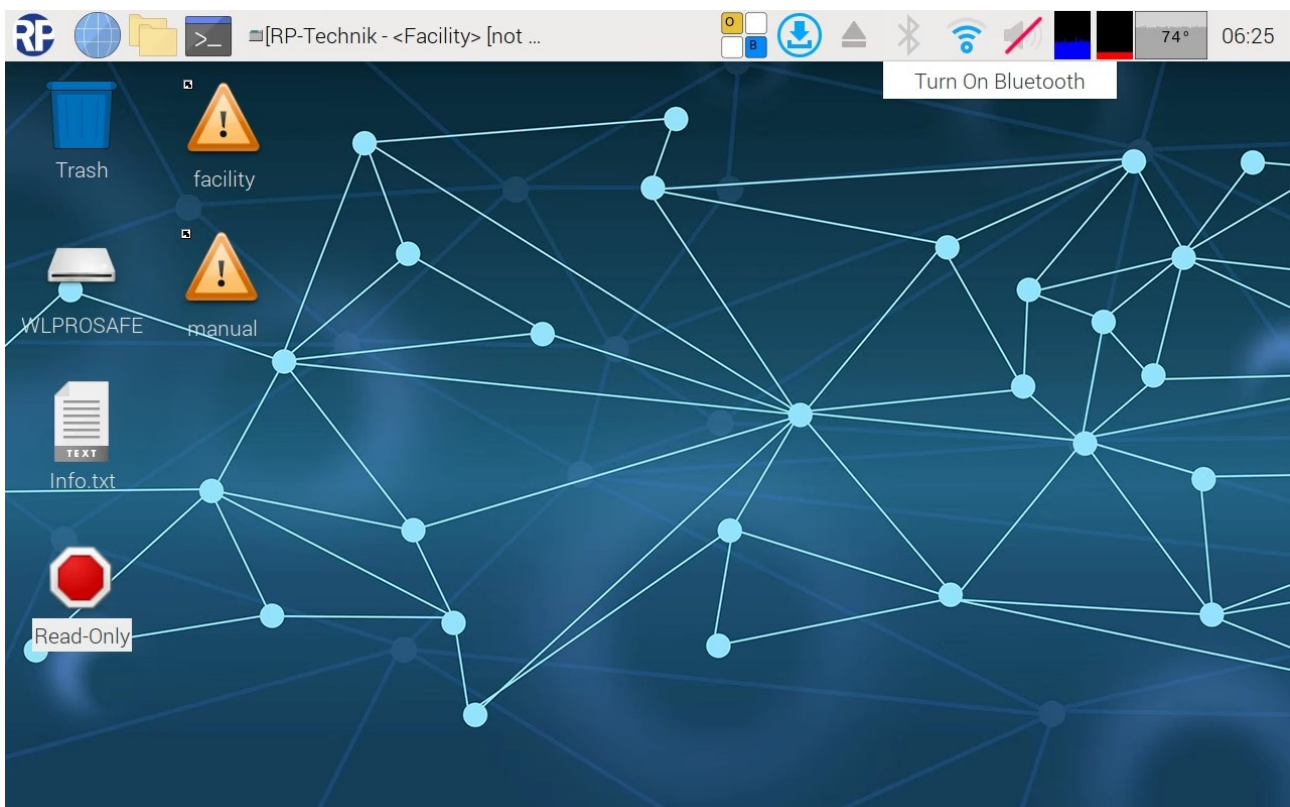 RP
>_
[RP-Technik - <Facility> [not ...
O
B
74°
06:25
Turn On Bluetooth
Trash
facility
WLPROSAFE
manual
TEXT
Info.txt
Read-Only